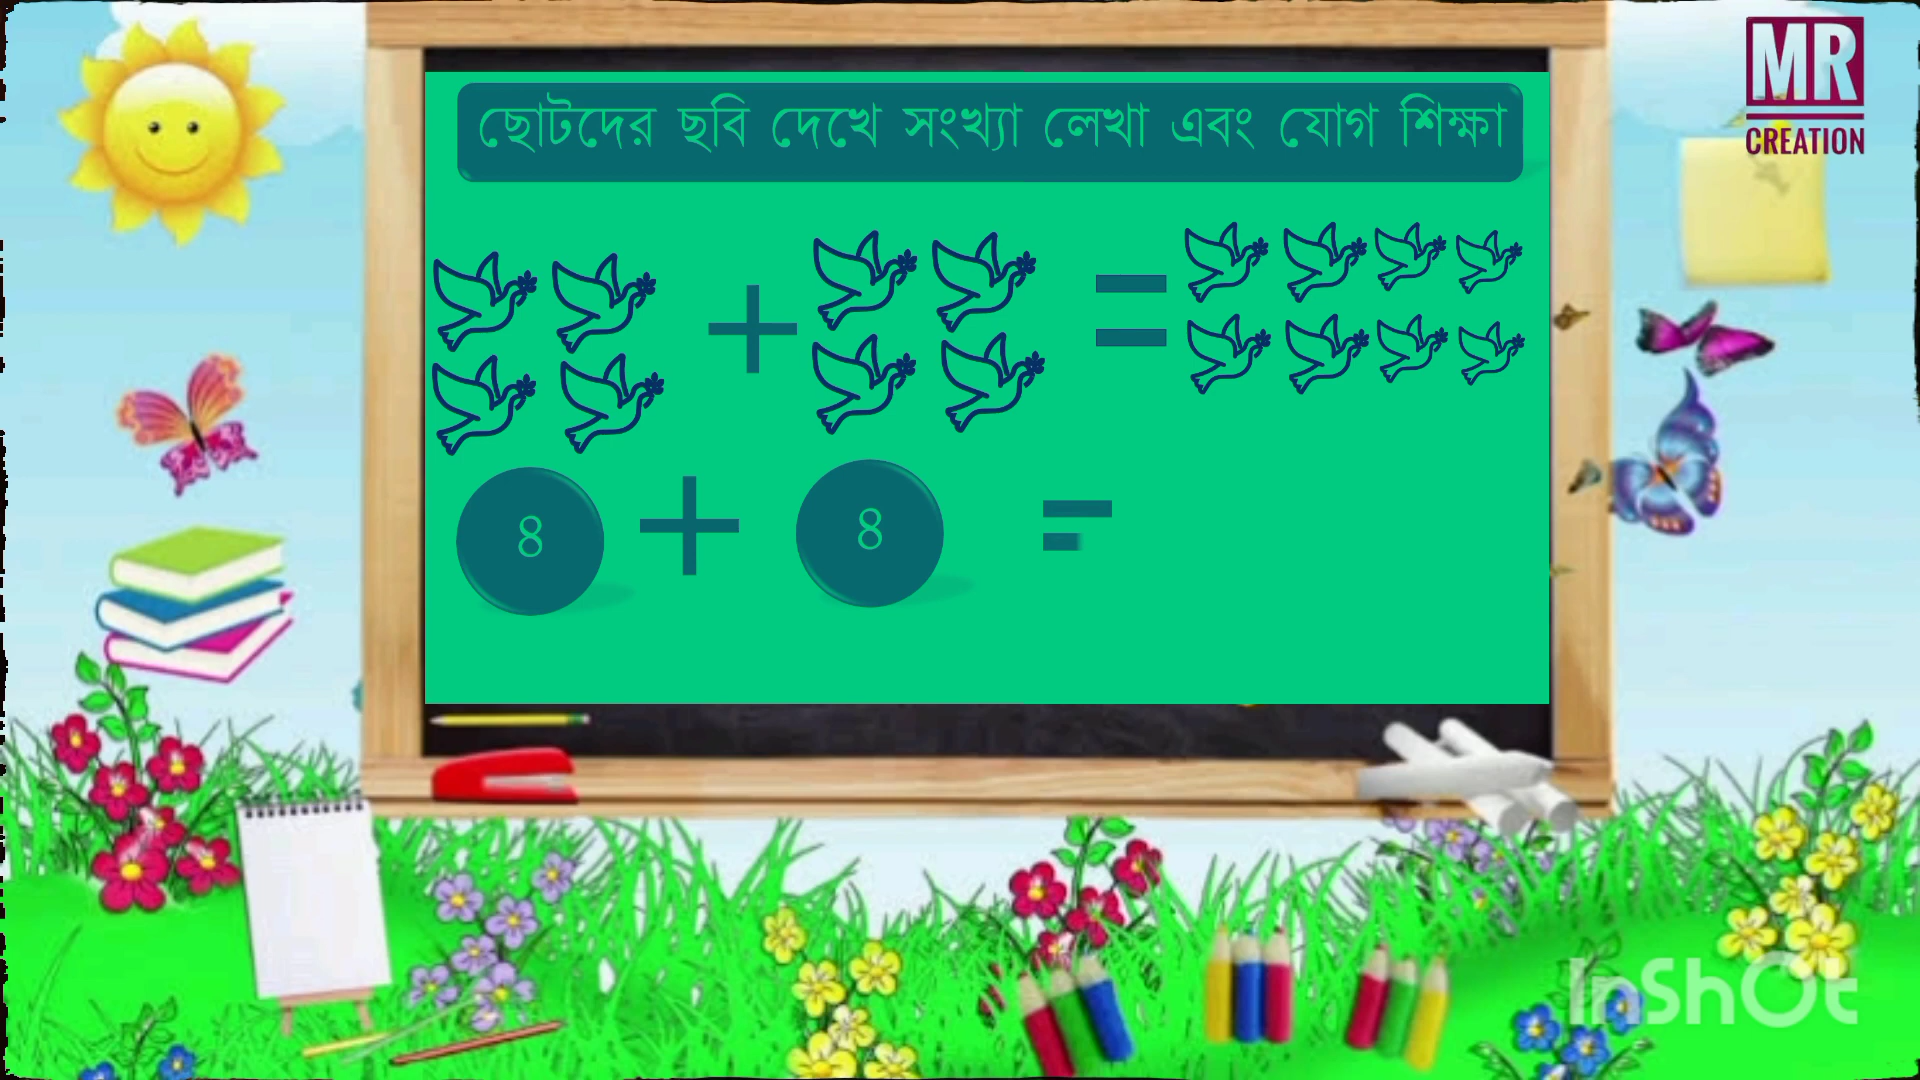 MR
CREATION
ছোটদের ছবি দেখে সংখ্যা লেখা এবং যোগ শিক্ষা
+ =
৪ + ৪ =
InShOt